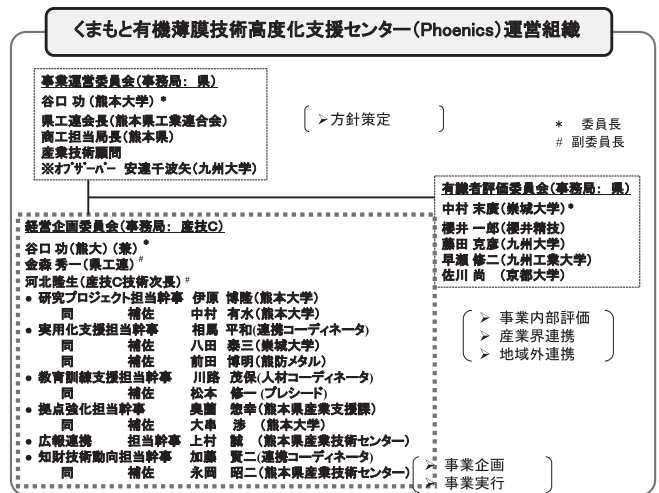 くまもと有機薄膜技術高度化支援センター（Phoenics）運営組織
事業運営委員会（事務局： 県）
谷口 功（熊本大学） *
県工連会長（熊本県工業連合会）
商工担当局長（熊本県）
産業技術顧問
※ｵﾌﾞｻﾞｰﾊﾞｰ 安達千波矢（九州大学）
➢方針策定
* 委員長
# 副委員長
有識者評価委員会（事務局： 県）
中村 末廣（崇城大学）*
櫻井 一郎（櫻井精技）
藤田 克彦（九州大学）
早瀬 修二（九州工業大学）
佐川 尚 （京都大学）
➢ 事業内部評価
➢ 産業界連携
➢ 地域外連携
経営企画委員会（事務局： 産技C）
谷口 功（熊大）（兼） *
金森 秀一（県工連） #
河北隆生（産技C技術次長） #
• 研究プロジェクト担当幹事 伊原 博隆（熊本大学）
同 補佐 中村 有水（熊本大学）
• 実用化支援担当幹事 相馬 平和（連携コーディネータ）
同 補佐 八田 泰三（崇城大学）
同 補佐 前田 博明（熊防メタル）
• 教育訓練支援担当幹事 川路 茂保（人材コーディネータ）
同 補佐 松本 修一（プレシード）
• 拠点強化担当幹事 奥薗 惣幸（熊本県産業支援課）
同 補佐 大串 渉 （熊本大学）
• 広報連携 担当幹事 上村 誠 （熊本県産業技術センター）
• 知財技術動向担当幹事 加藤 賢二（連携コーディネータ）
同 補佐 永岡 昭二（熊本県産業技術センター）
➢ 事業企画
➢ 事業実行